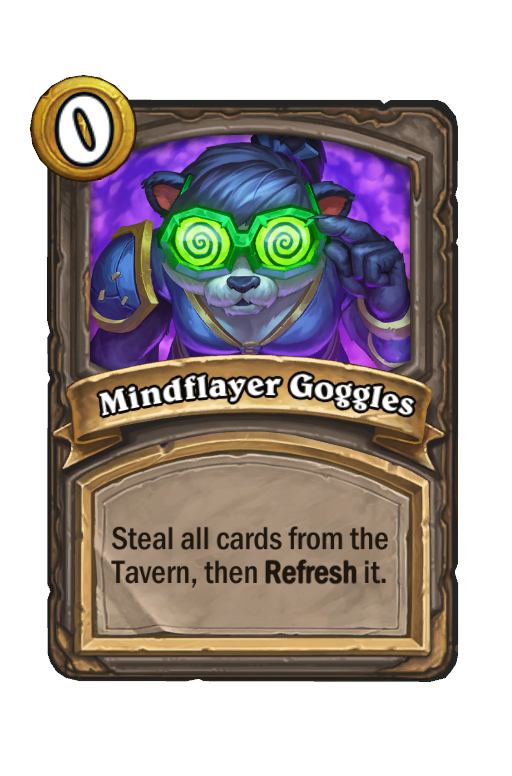 0
Mindflayer Goggles
Steal all cards from the
Tavern, then Refresh it.